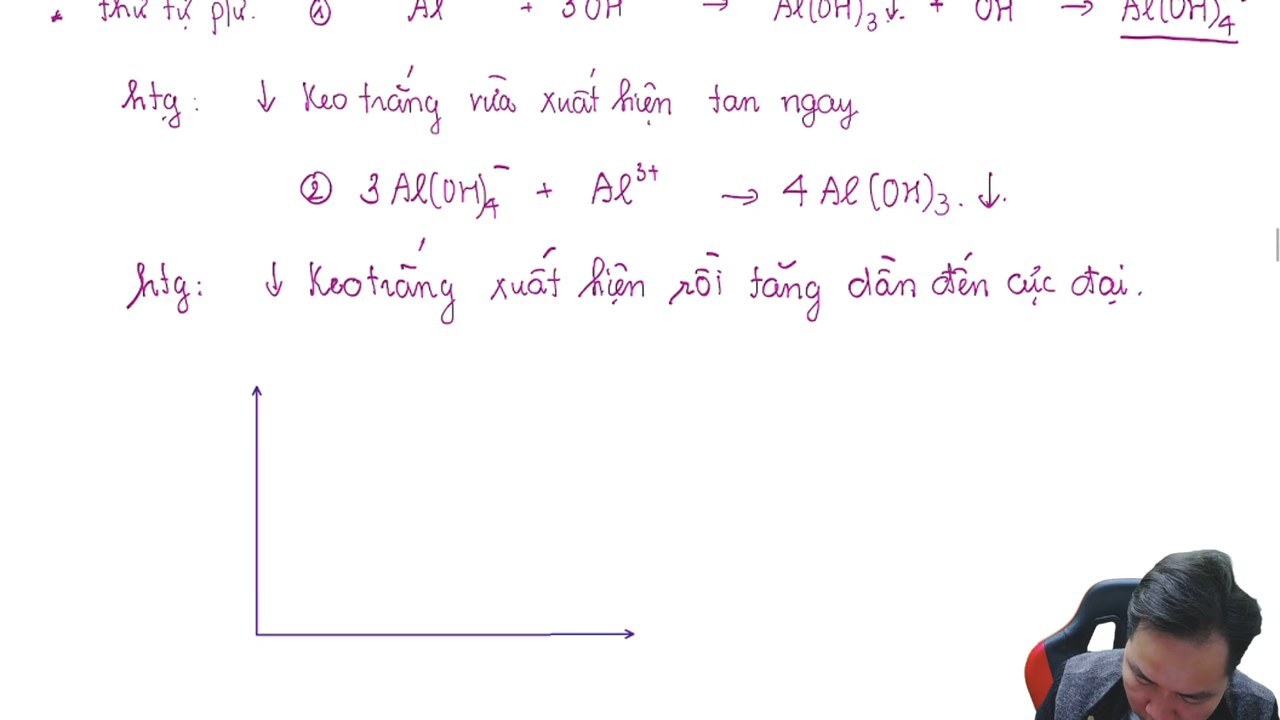 * thứ tự pứ: ① Al + 3OH → Al(OH)₃↓. + OH → Al(OH)₄⁻
htg: ↓ keo trắng vừa xuất hiện tan ngay
② 3Al(OH)₄⁻ + Al³⁺ → 4Al(OH)₃.↓.
htg: ↓ keo trắng xuất hiện rồi tăng dần đến cực đại.